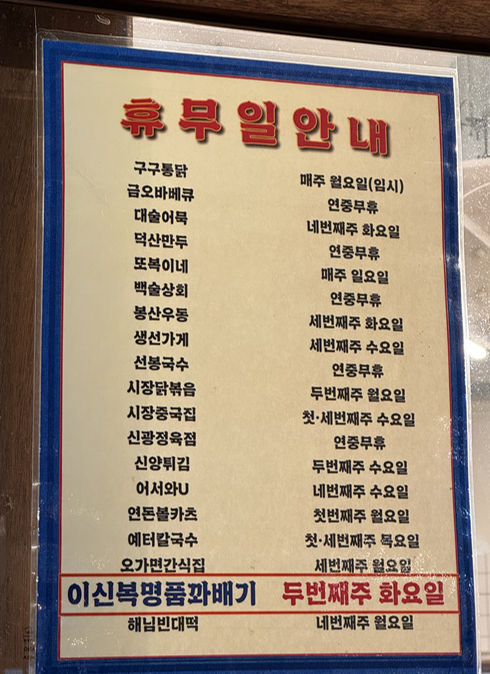 휴무일안내
구구통닭 매주 월요일(임시)
금오바베큐 연중무휴
대술어묵 네번째주 화요일
덕산만두 연중무휴
또복이네 매주 일요일
백술상회 연중무휴
봉산우동 세번째주 화요일
생선가게 세번째주 수요일
선봉국수 연중무휴
시장닭볶음 두번째주 월요일
시장중국집 첫·세번째주 수요일
신광정육점 연중무휴
신양튀김 두번째주 수요일
어서와U 네번째주 수요일
연돈볼카츠 첫번째주 월요일
예터칼국수 첫·세번째주 목요일
오가면간식집 세번째주 월요일
이신복명품꽈배기 두번째주 화요일
해님빈대떡 네번째주 월요일